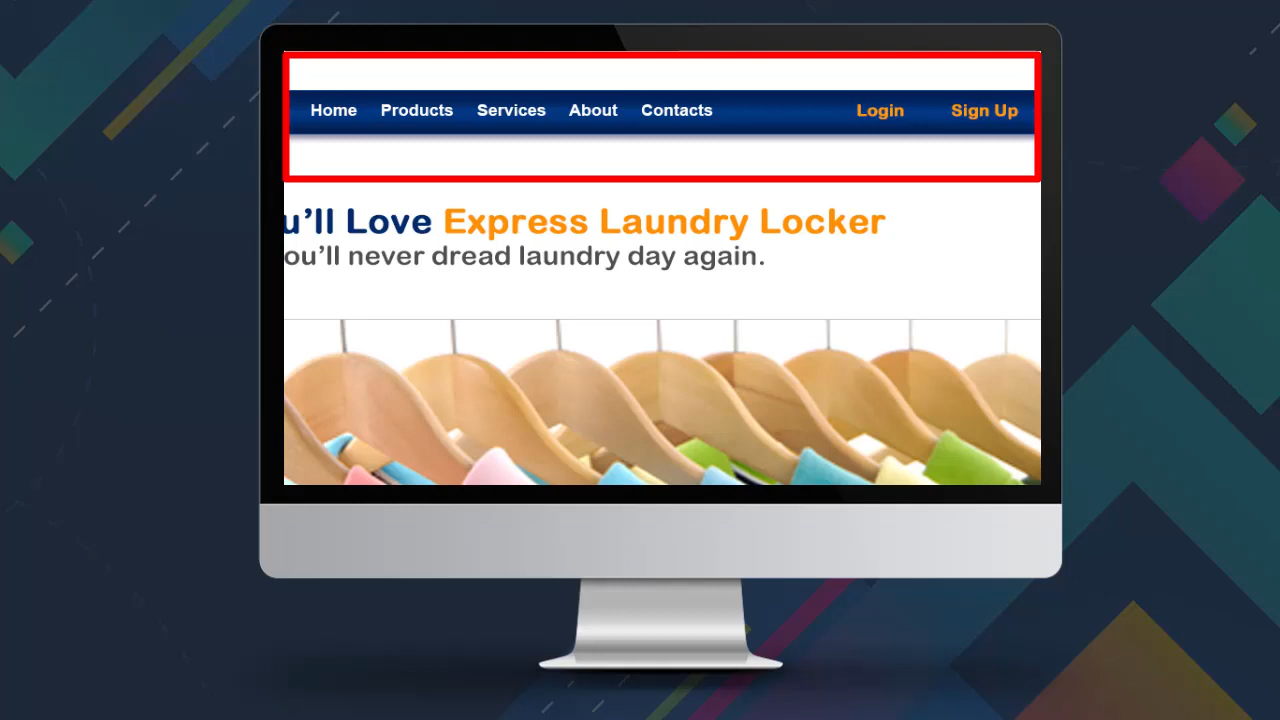 Home Products Services About Contacts Login Sign Up
u’ll Love Express Laundry Locker
ou’ll never dread laundry day again.